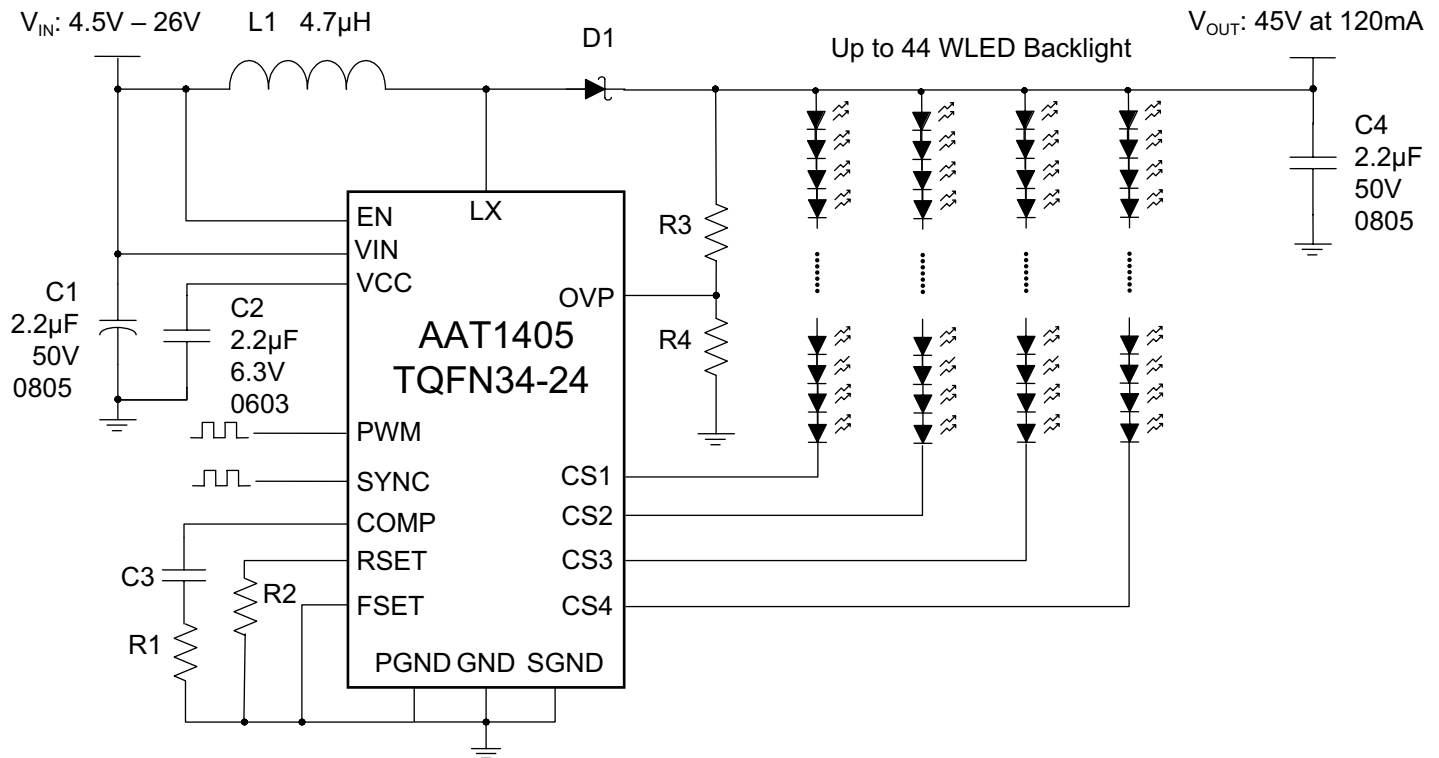 V_IN: 4.5V – 26V
L1 4.7µH
D1
Up to 44 WLED Backlight
V_OUT: 45V at 120mA
C4
2.2µF
50V
0805
EN
LX
VIN
VCC
R3
OVP
R4
C1
2.2µF
50V
0805
C2
2.2µF
6.3V
0603
AAT1405
TQFN34-24
PWM
SYNC
COMP
RSET
FSET
CS1
CS2
CS3
CS4
C3
R2
R1
PGND GND SGND